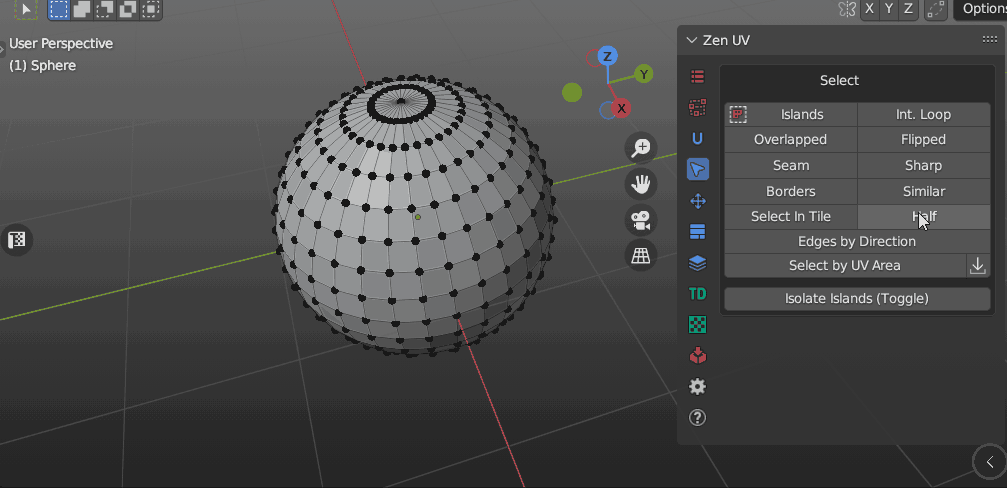 X Y Z Options
User Perspective
(1) Sphere
Z
Y
X
Zen UV
Select
Islands Int. Loop
Overlapped Flipped
U
Seam Sharp
Borders Similar
Select In Tile Half
Edges by Direction
Select by UV Area
TD
Isolate Islands (Toggle)
?